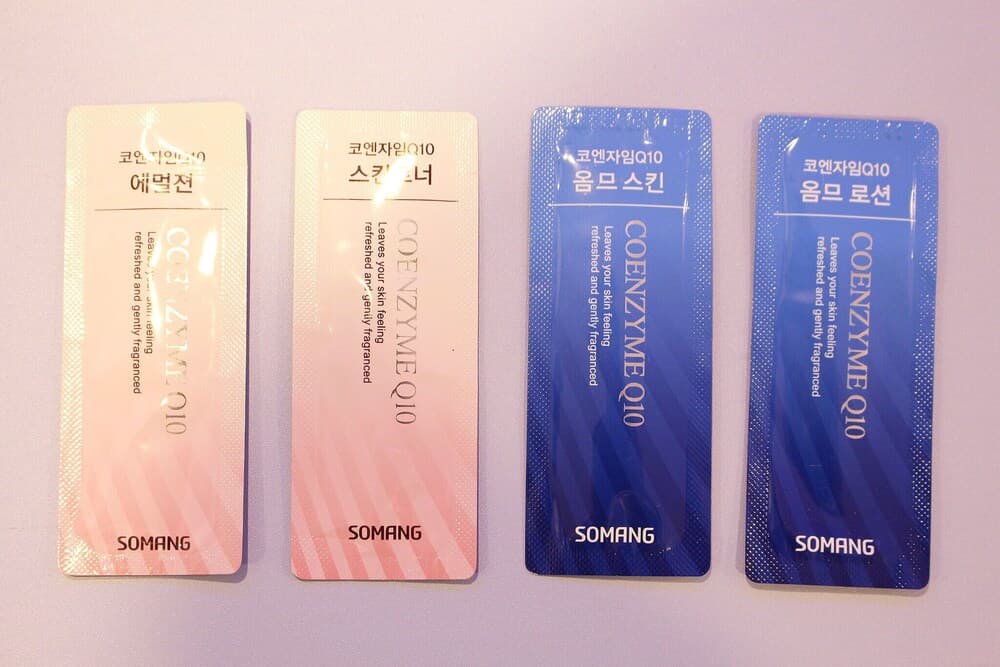 코엔자임Q10
에멀젼
COENZYME Q10
Leaves your skin feeling
refreshed and gently fragranced
SOMANG
코엔자임Q10
스킨토너
COENZYME Q10
Leaves your skin feeling
refreshed and gently fragranced
SOMANG
코엔자임Q10
옴므 스킨
COENZYME Q10
Leaves your skin feeling
refreshed and gently fragranced
SOMANG
코엔자임Q10
옴므 로션
COENZYME Q10
Leaves your skin feeling
refreshed and gently fragranced
SOMANG